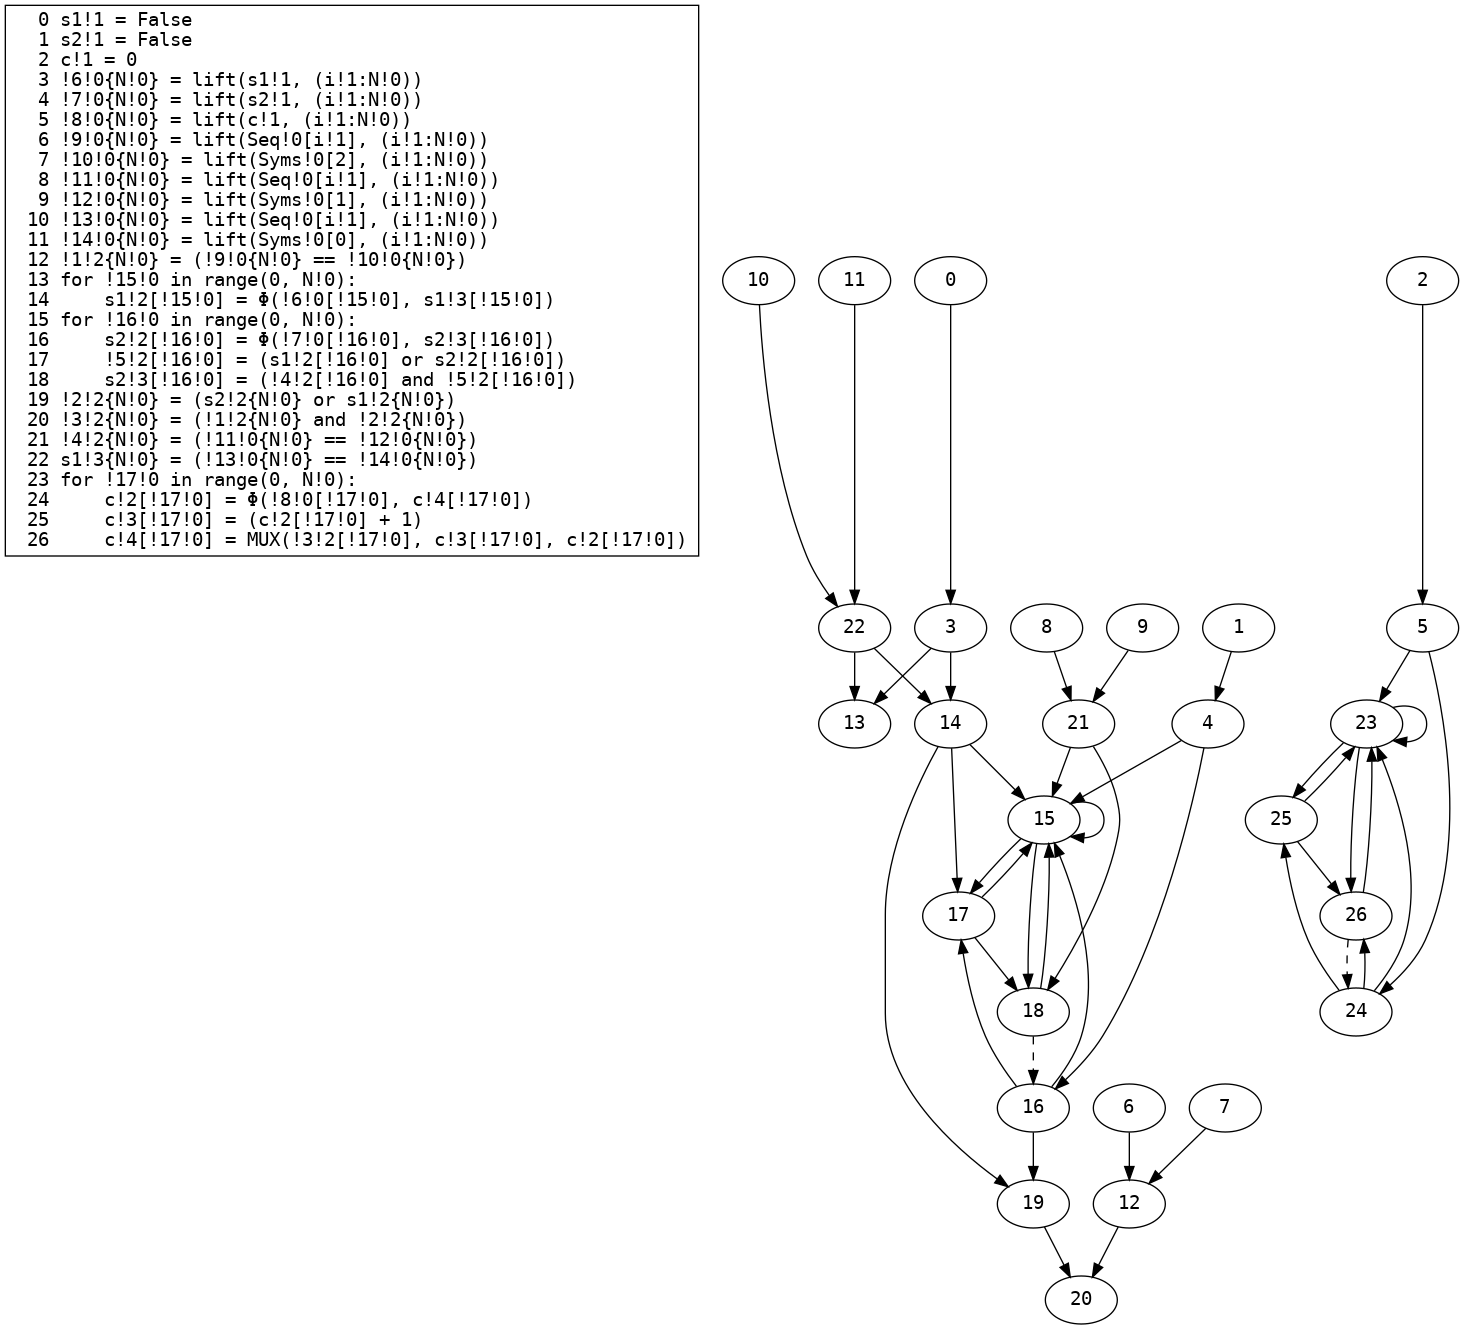 0 s1!1 = False
1 s2!1 = False
2 c!1 = 0
3 !6!0{N!0} = lift(s1!1, (i!1:N!0))
4 !7!0{N!0} = lift(s2!1, (i!1:N!0))
5 !8!0{N!0} = lift(c!1, (i!1:N!0))
6 !9!0{N!0} = lift(Seq!0[i!1], (i!1:N!0))
7 !10!0{N!0} = lift(Syms!0[2], (i!1:N!0))
8 !11!0{N!0} = lift(Seq!0[i!1], (i!1:N!0))
9 !12!0{N!0} = lift(Syms!0[1], (i!1:N!0))
10 !13!0{N!0} = lift(Seq!0[i!1], (i!1:N!0))
11 !14!0{N!0} = lift(Syms!0[0], (i!1:N!0))
12 !1!2{N!0} = (!9!0{N!0} == !10!0{N!0})
13 for !15!0 in range(0, N!0):
14     s1!2[!15!0] = Φ(!6!0[!15!0], s1!3[!15!0])
15 for !16!0 in range(0, N!0):
16     s2!2[!16!0] = Φ(!7!0[!16!0], s2!3[!16!0])
17     !5!2[!16!0] = (s1!2[!16!0] or s2!2[!16!0])
18     s2!3[!16!0] = (!4!2[!16!0] and !5!2[!16!0])
19 !2!2{N!0} = (s2!2{N!0} or s1!2{N!0})
20 !3!2{N!0} = (!1!2{N!0} and !2!2{N!0})
21 !4!2{N!0} = (!11!0{N!0} == !12!0{N!0})
22 s1!3{N!0} = (!13!0{N!0} == !14!0{N!0})
23 for !17!0 in range(0, N!0):
24     c!2[!17!0] = Φ(!8!0[!17!0], c!4[!17!0])
25     c!3[!17!0] = (c!2[!17!0] + 1)
26     c!4[!17!0] = MUX(!3!2[!17!0], c!3[!17!0], c!2[!17!0])
10 11 0 2
22 3 8 9 1 5
13 14 21 4 23
15 25
17 26
18 24
16 6 7
19 12
20